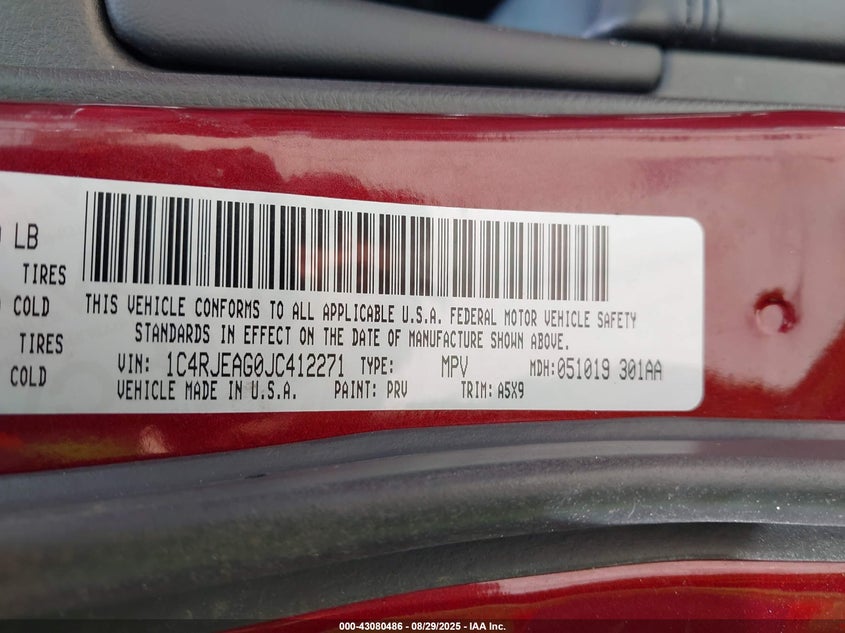 LB
TIRES
COLD
TIRES
COLD
THIS VEHICLE CONFORMS TO ALL APPLICABLE U.S.A. FEDERAL MOTOR VEHICLE SAFETY
STANDARDS IN EFFECT ON THE DATE OF MANUFACTURE SHOWN ABOVE.
VIN: 1C4RJEAG0JC412271 TYPE: MPV MDH:051019 301AA
VEHICLE MADE IN U.S.A. PAINT: PRV TRIM: A5X9
000-43080486 - 08/29/2025 - IAA Inc.